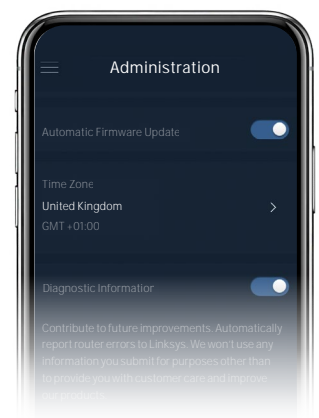 Administration
Automatic Firmware Update
Time Zone
United Kingdom
GMT +01:00
Diagnostic Information
Contribute to future improvements. Automatically
report router errors to Linksys. We won't use any
information you submit for purposes other than
to provide you with customer care and improve
our products.